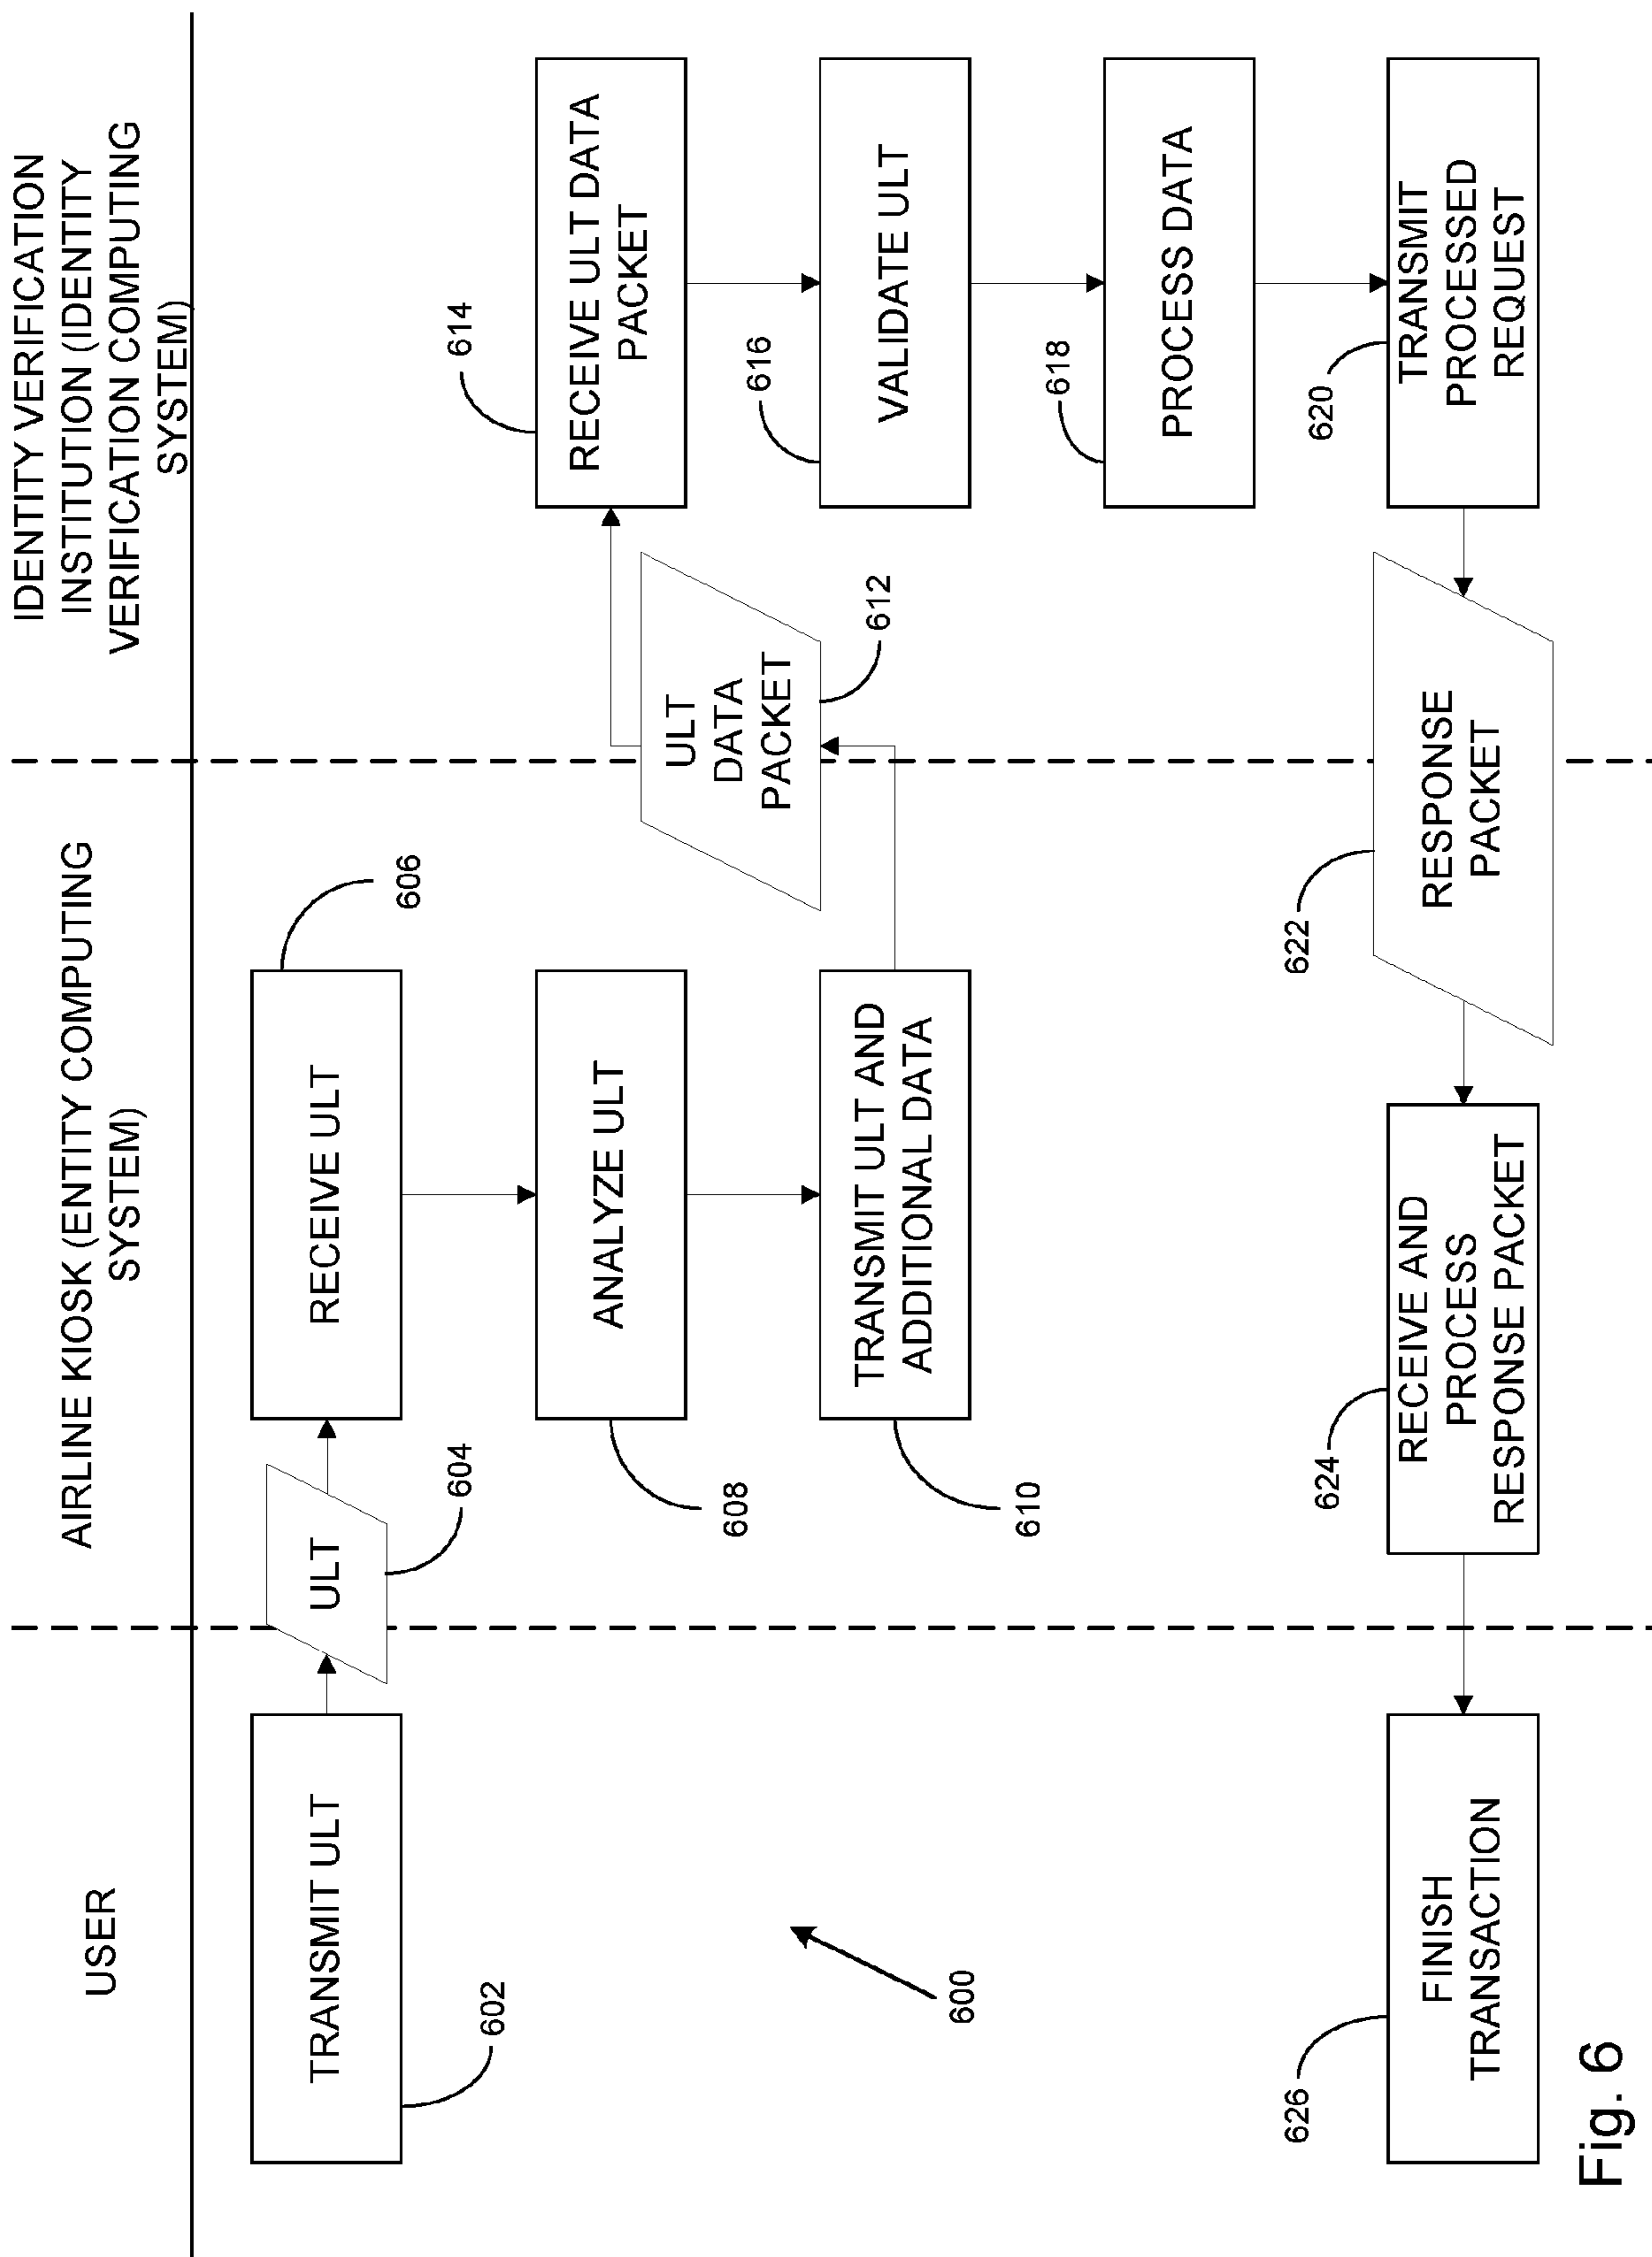 USER
AIRLINE KIOSK (ENTITY COMPUTING
SYSTEM)
IDENTITY VERIFICATION
INSTITUTION (IDENTITY
VERIFICATION COMPUTING
SYSTEM)
TRANSMIT ULT
602
ULT
604
RECEIVE ULT
606
ANALYZE ULT
608
TRANSMIT ULT AND
ADDITIONAL DATA
610
ULT
DATA
PACKET
612
RECEIVE ULT DATA
PACKET
614
VALIDATE ULT
616
PROCESS DATA
618
TRANSMIT
PROCESSED
REQUEST
620
RESPONSE
PACKET
622
RECEIVE AND
PROCESS
RESPONSE PACKET
624
FINISH
TRANSACTION
626
600
Fig. 6